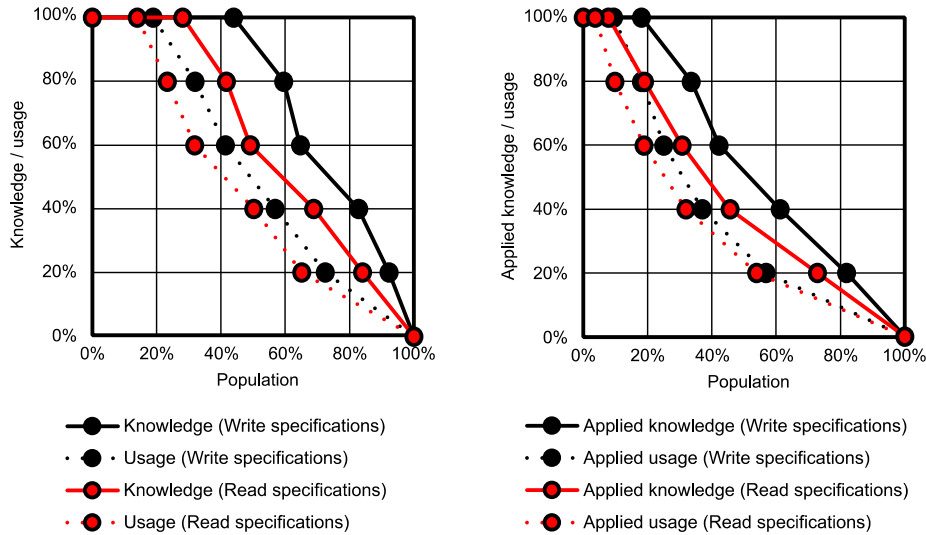 100%
80%
60%
40%
20%
0%
Knowledge / usage
0% 20% 40% 60% 80% 100%
Population
Knowledge (Write specifications)
Usage (Write specifications)
Knowledge (Read specifications)
Usage (Read specifications)
100%
80%
60%
40%
20%
0%
Applied knowledge / usage
0% 20% 40% 60% 80% 100%
Population
Applied knowledge (Write specifications)
Applied usage (Write specifications)
Applied knowledge (Read specifications)
Applied usage (Read specifications)